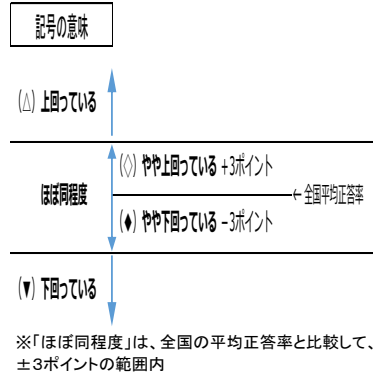 記号の意味
(△) 上回っている
(◇) やや上回っている +3ポイント
ほぼ同程度
←全国平均正答率
(♦) やや下回っている −3ポイント
(▼) 下回っている
※「ほぼ同程度」は、全国の平均正答率と比較して、
±3ポイントの範囲内